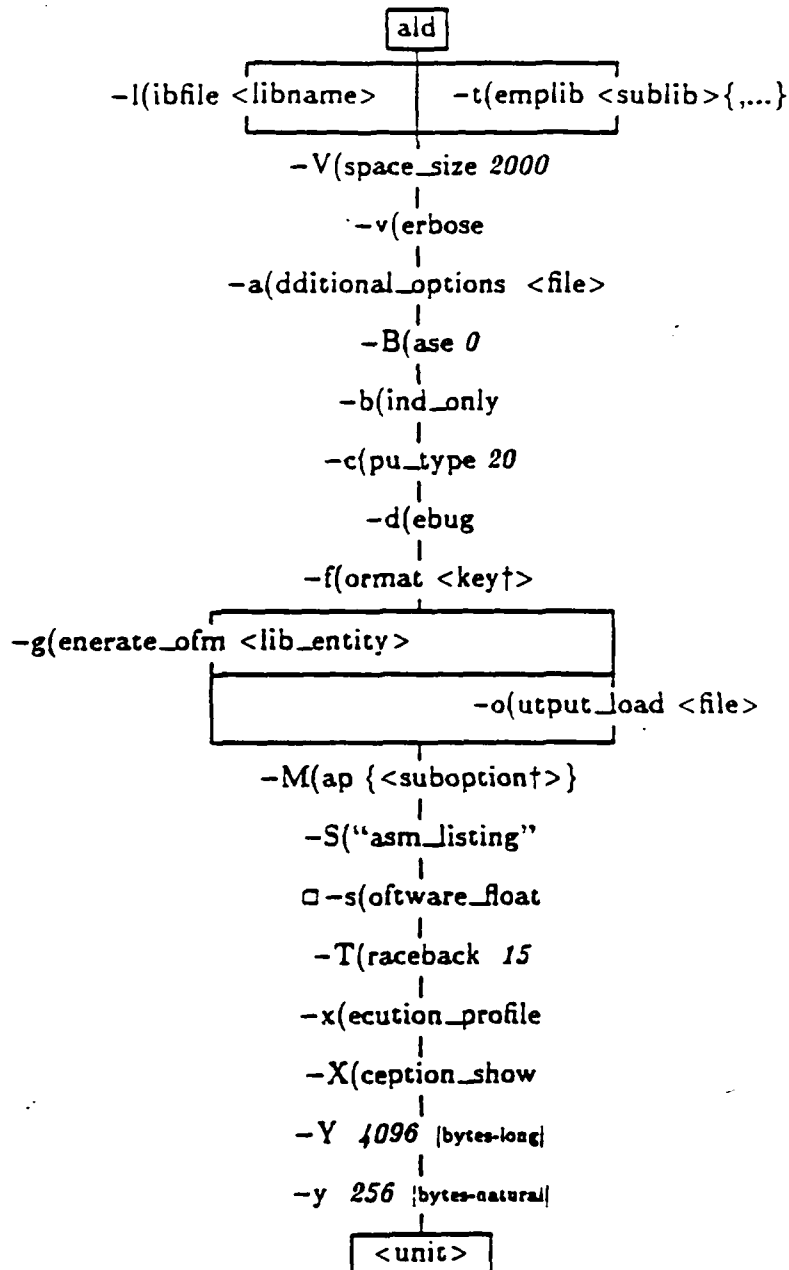 ald
-l(ibfile <libname> -t(emplib <sublib>{,...}
-V(space_size 2000
-v(erbose
-a(dditional_options <file>
-B(ase 0
-b(ind_only
-c(pu_type 20
-d(ebug
-f(ormat <key†>
-g(enerate_ofm <lib_entity>
-o(utput_load <file>
-M(ap {<suboption†>}
-S("asm_listing"
-s(oftware_float
-T(raceback 15
-x(ecution_profile
-X(ception_show
-Y 4096 |bytes-long|
-y 256 |bytes-natural|
<unit>